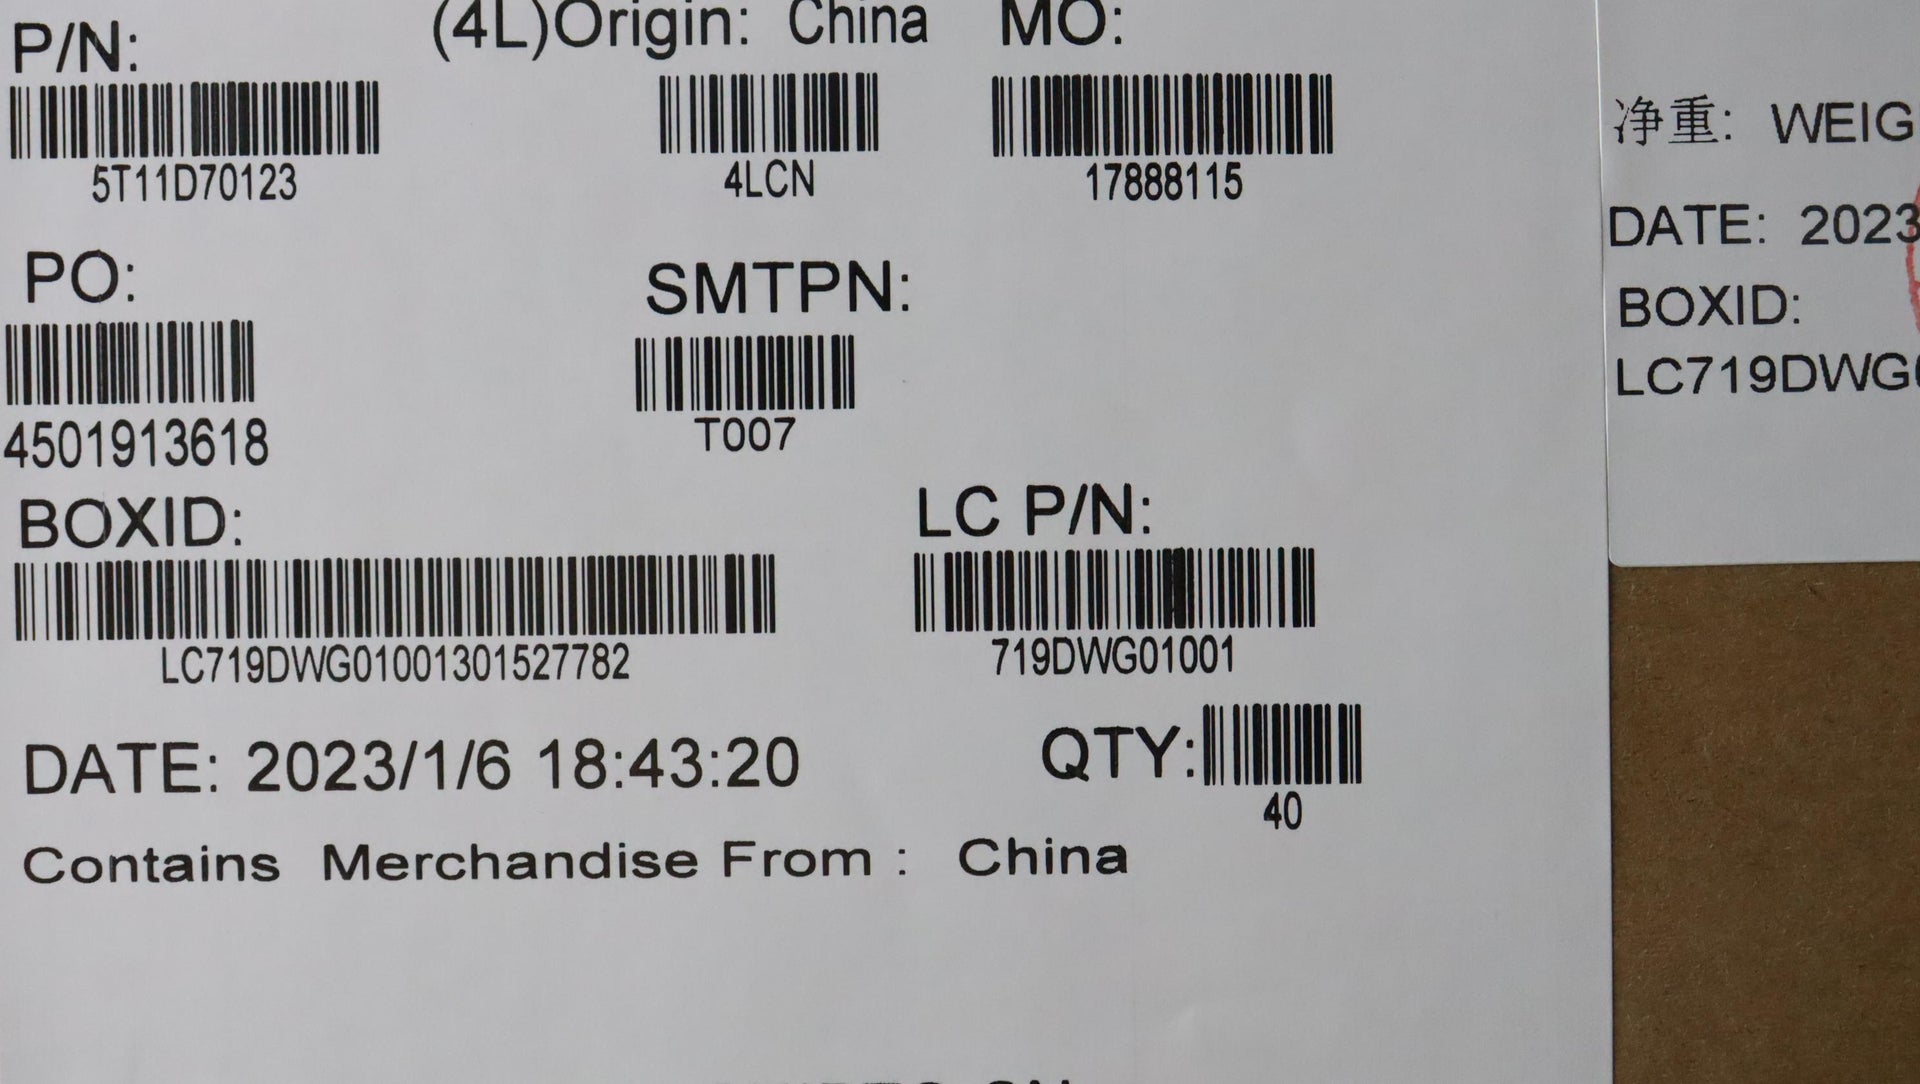 P/N: (4L)Origin: China MO:
5T11D70123 4LCN 17888115
PO: SMTPN:
4501913618 T007
BOXID: LC P/N:
LC719DWG01001301527782 719DWG01001
DATE: 2023/1/6 18:43:20 QTY:
40
Contains Merchandise From : China
净重: WEIG
DATE: 2023
BOXID:
LC719DWG